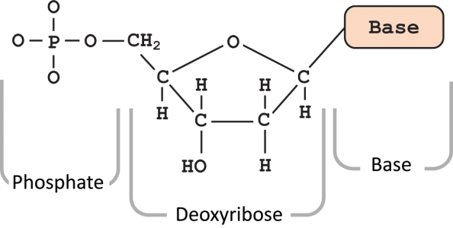 O
O P O CH₂ O Base
O
C C
H H H H
C C
HO H
Phosphate Base
Deoxyribose